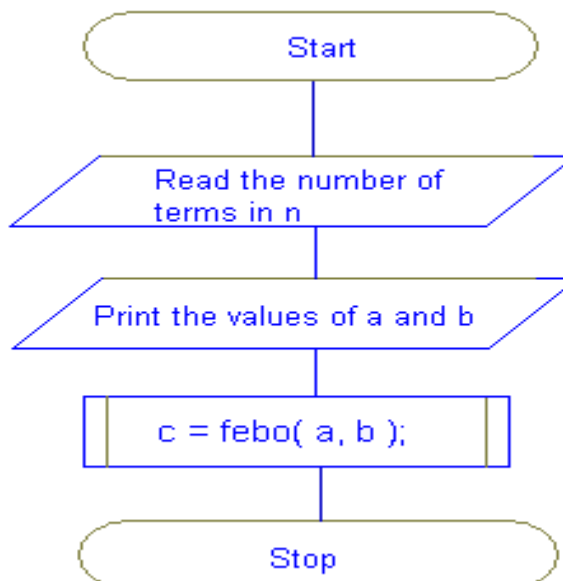 Start
Read the number of
terms in n
Print the values of a and b
c = febo( a, b );
Stop